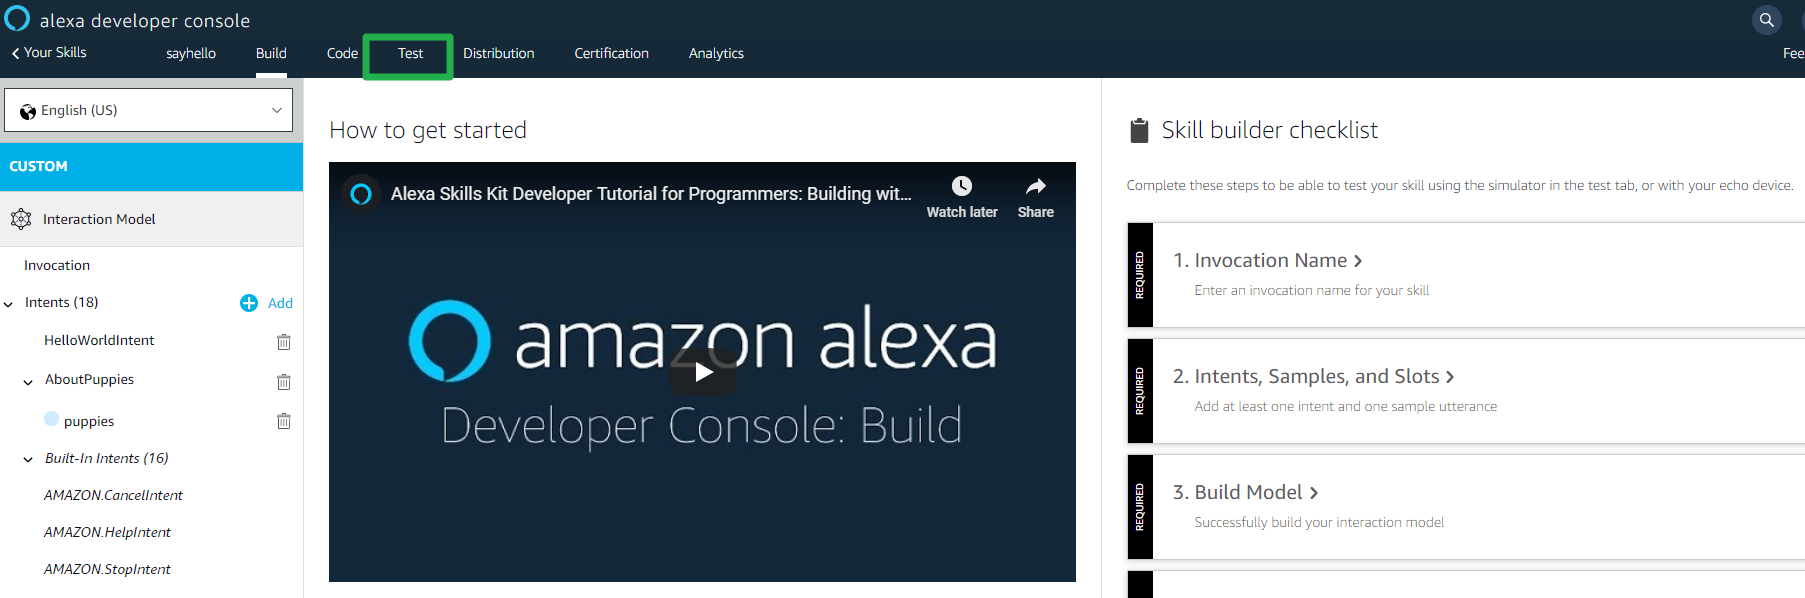 alexa developer console
Your Skills
sayhello
Build
Code
Test
Distribution
Certification
Analytics
Fee
English (US)
CUSTOM
Interaction Model
Invocation
Intents (18)
Add
HelloWorldIntent
AboutPuppies
puppies
Built-In Intents (16)
AMAZON.CancelIntent
AMAZON.HelpIntent
AMAZON.StopIntent
How to get started
Alexa Skills Kit Developer Tutorial for Programmers: Building wit...
Watch later
Share
amazon alexa
Developer Console: Build
Skill builder checklist
Complete these steps to be able to test your skill using the simulator in the test tab, or with your echo device.
REQUIRED
1. Invocation Name
Enter an invocation name for your skill
REQUIRED
2. Intents, Samples, and Slots
Add at least one intent and one sample utterance
REQUIRED
3. Build Model
Successfully build your interaction model